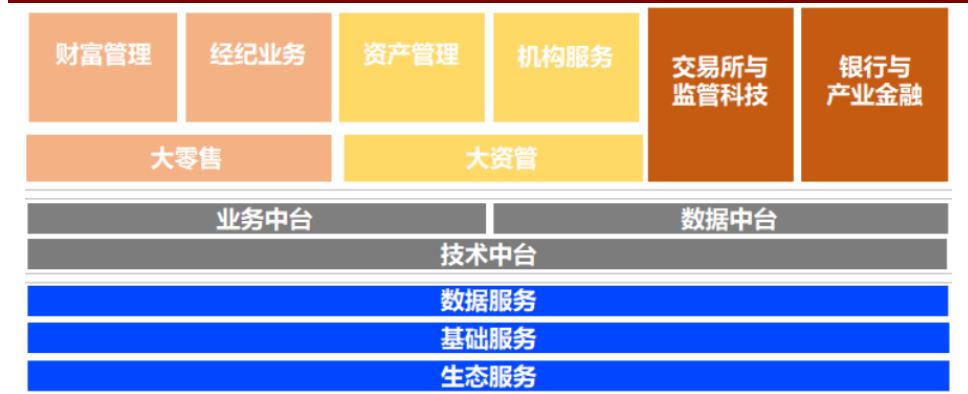 财富管理
经纪业务
资产管理
机构服务
交易所与
监管科技
银行与
产业金融
大零售
大资管
业务中台
数据中台
技术中台
数据服务
基础服务
生态服务